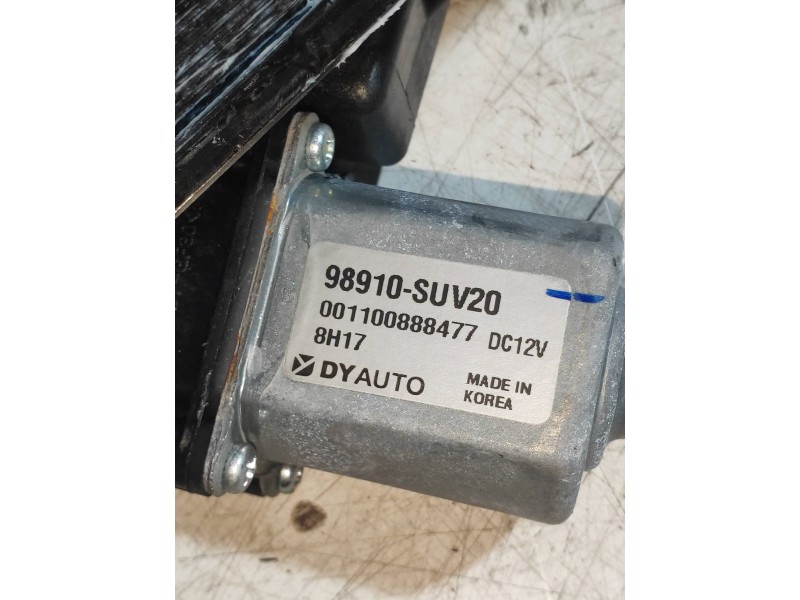 98910-SUV20
001100888477 DC12V
8H17
DYAUTO
MADE IN
KOREA